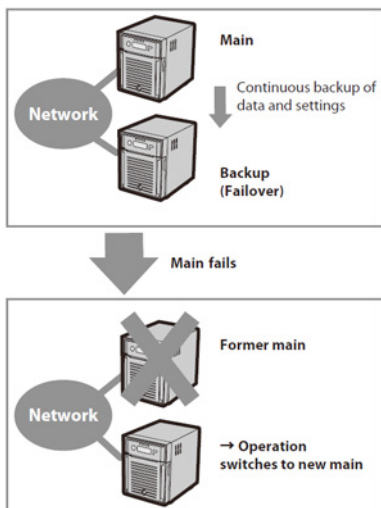 Main
Network
Continuous backup of
data and settings
Backup
(Failover)
Main fails
Former main
Network
→ Operation
switches to new main